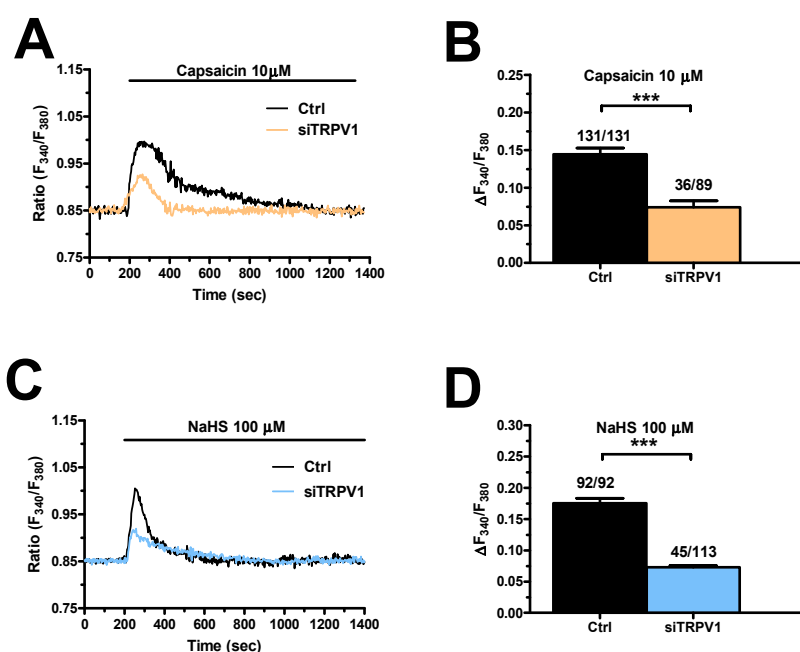 A
Capsaicin 10µM
Ctrl
siTRPV1
Ratio (F340/F380)
1.15
1.05
0.95
0.85
0.75
0 200 400 600 800 1000 1200 1400
Time (sec)
B
Capsaicin 10 µM
***
131/131
36/89
ΔF340/F380
0.25
0.20
0.15
0.10
0.05
0.00
Ctrl siTRPV1
C
NaHS 100 µM
Ctrl
siTRPV1
Ratio (F340/F380)
1.15
1.05
0.95
0.85
0.75
0 200 400 600 800 1000 1200 1400
Time (sec)
D
NaHS 100 µM
***
92/92
45/113
ΔF340/F380
0.30
0.25
0.20
0.15
0.10
0.05
0.00
Ctrl siTRPV1